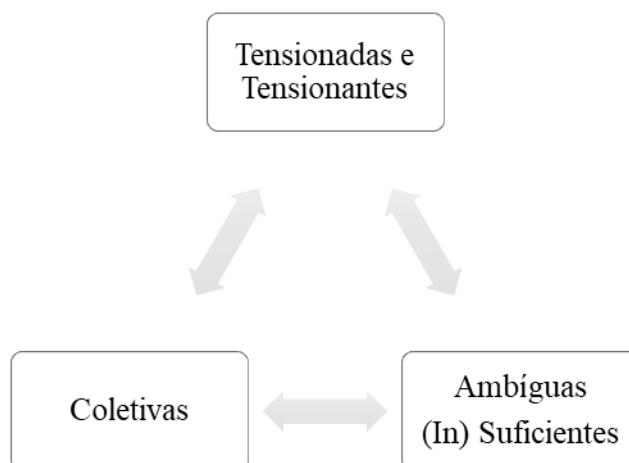 Tensionadas e
Tensionantes
Coletivas
Ambíguas
(In) Suficientes